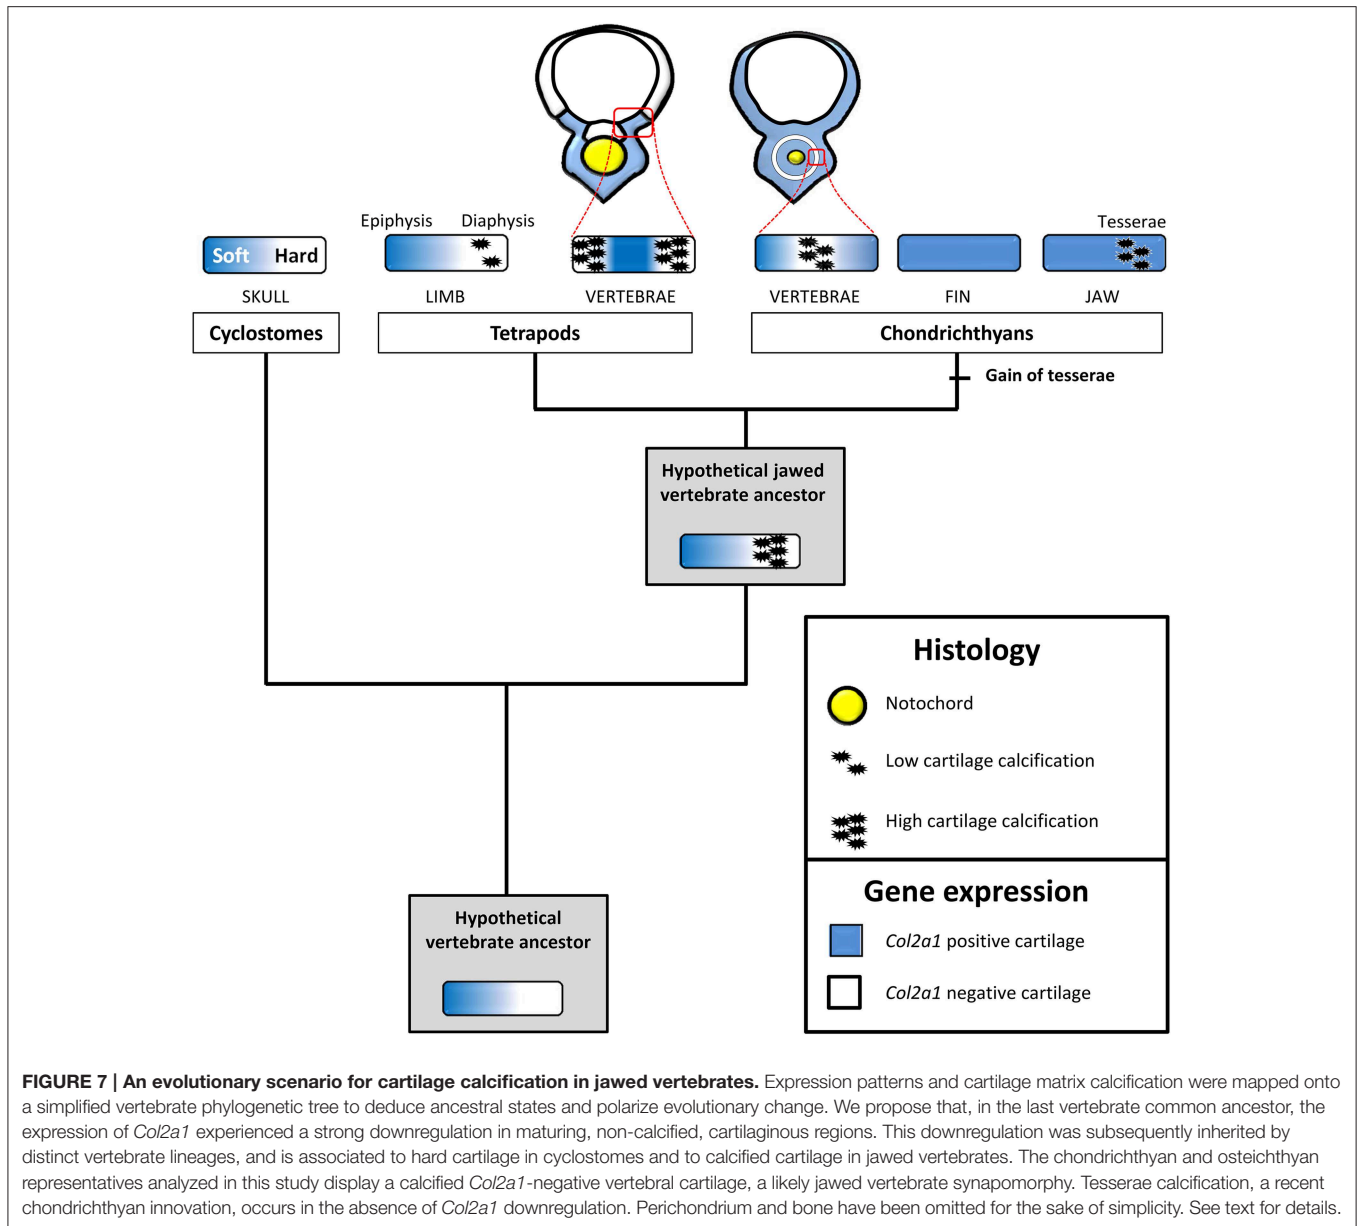 Epiphysis Diaphysis
Tesserae
Soft Hard
SKULL LIMB VERTEBRAE VERTEBRAE FIN JAW
Cyclostomes Tetrapods Chondrichthyans
Gain of tesserae
Hypothetical jawed
vertebrate ancestor
Histology
Notochord
Low cartilage calcification
High cartilage calcification
Gene expression
Col2a1 positive cartilage
Col2a1 negative cartilage
Hypothetical
vertebrate ancestor
FIGURE 7 | An evolutionary scenario for cartilage calcification in jawed vertebrates. Expression patterns and cartilage matrix calcification were mapped onto
a simplified vertebrate phylogenetic tree to deduce ancestral states and polarize evolutionary change. We propose that, in the last vertebrate common ancestor, the
expression of Col2a1 experienced a strong downregulation in maturing, non-calcified, cartilaginous regions. This downregulation was subsequently inherited by
distinct vertebrate lineages, and is associated to hard cartilage in cyclostomes and to calcified cartilage in jawed vertebrates. The chondrichthyan and osteichthyan
representatives analyzed in this study display a calcified Col2a1-negative vertebral cartilage, a likely jawed vertebrate synapomorphy. Tesserae calcification, a recent
chondrichthyan innovation, occurs in the absence of Col2a1 downregulation. Perichondrium and bone have been omitted for the sake of simplicity. See text for details.